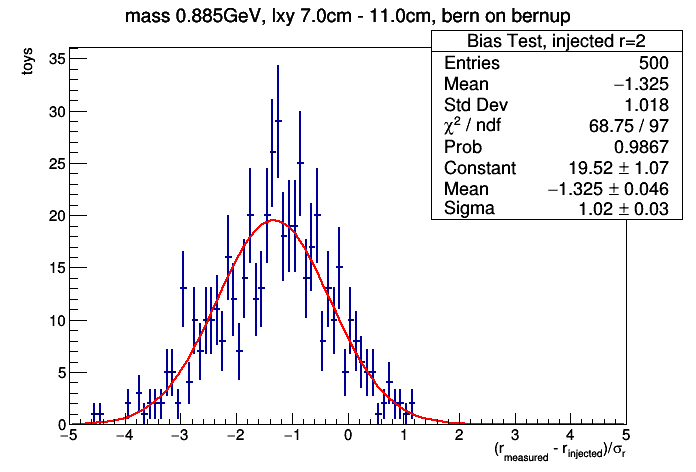 mass 0.885GeV, lxy 7.0cm - 11.0cm, bern on bernup
Bias Test, injected r=2
Entries 500
Mean −1.325
Std Dev 1.018
χ² / ndf 68.75 / 97
Prob 0.9867
Constant 19.52 ± 1.07
Mean −1.325 ± 0.046
Sigma 1.02 ± 0.03
toys
35
30
25
20
15
10
5
0
−5 −4 −3 −2 −1 0 1 2 3 4 5
(r_measured - r_injected)/σ_r